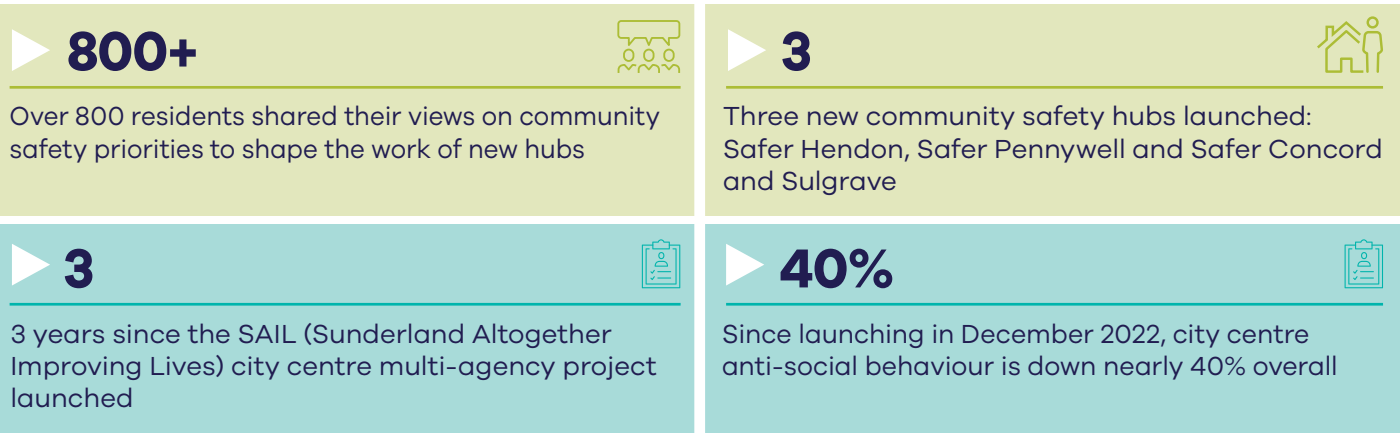 800+
Over 800 residents shared their views on community
safety priorities to shape the work of new hubs
3
Three new community safety hubs launched:
Safer Hendon, Safer Pennywell and Safer Concord
and Sulgrave
3
3 years since the SAIL (Sunderland Altogether
Improving Lives) city centre multi-agency project
launched
40%
Since launching in December 2022, city centre
anti-social behaviour is down nearly 40% overall